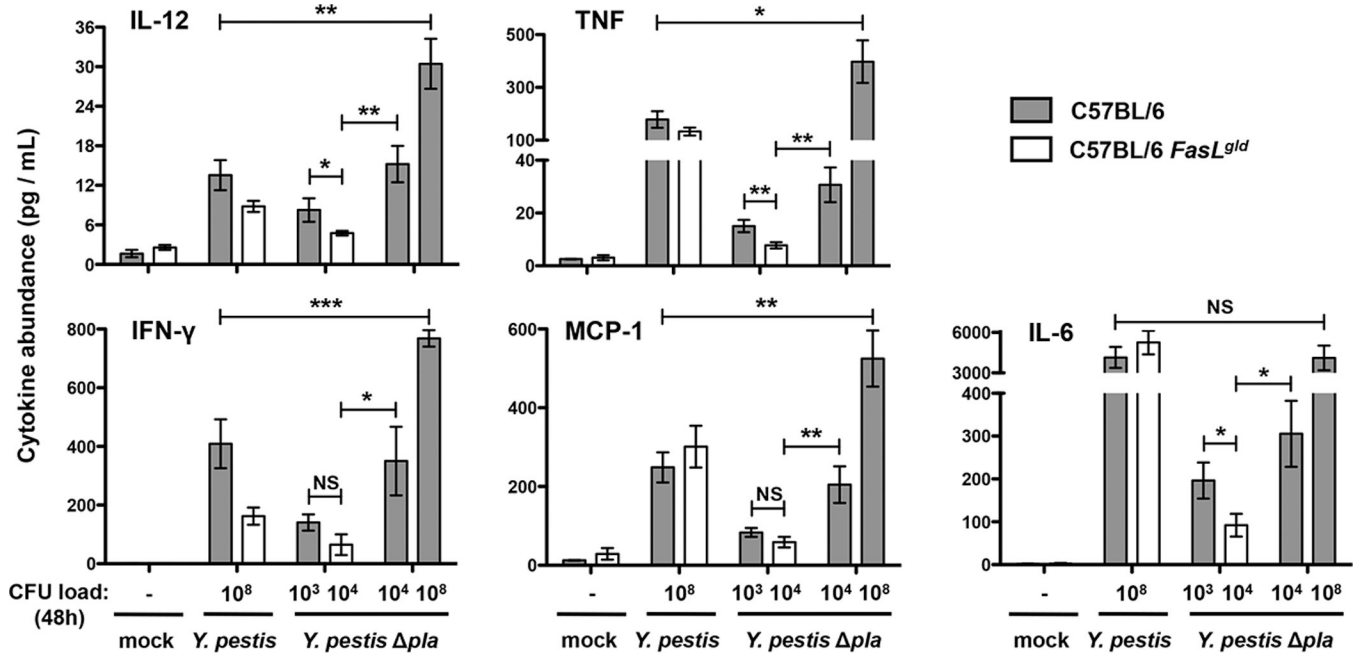 IL-12
**
36
30
24
18
12
6
0
*
**
TNF
*
500
300
100
40
20
0
**
**
C57BL/6
C57BL/6 FasLgld
Cytokine abundance (pg / mL)
IFN-γ
***
800
600
400
200
0
NS
*
MCP-1
**
600
400
200
0
NS
**
IL-6
NS
6000
3000
400
300
200
100
0
*
*
CFU load: - 10⁸ 10³ 10⁴ 10⁴ 10⁸ - 10⁸ 10³ 10⁴ 10⁴ 10⁸ - 10⁸ 10³ 10⁴ 10⁴ 10⁸
(48h)
mock Y. pestis Y. pestis Δpla mock Y. pestis Y. pestis Δpla mock Y. pestis Y. pestis Δpla